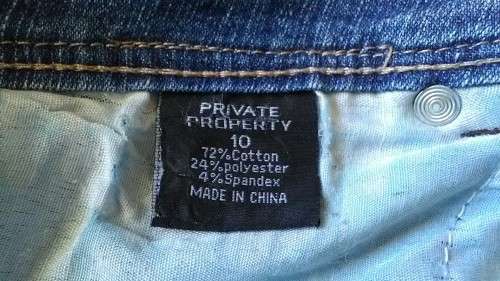 PRIVATE
PROPERTY
10
72%Cotton
24%polyester
4%Spandex
MADE IN CHINA